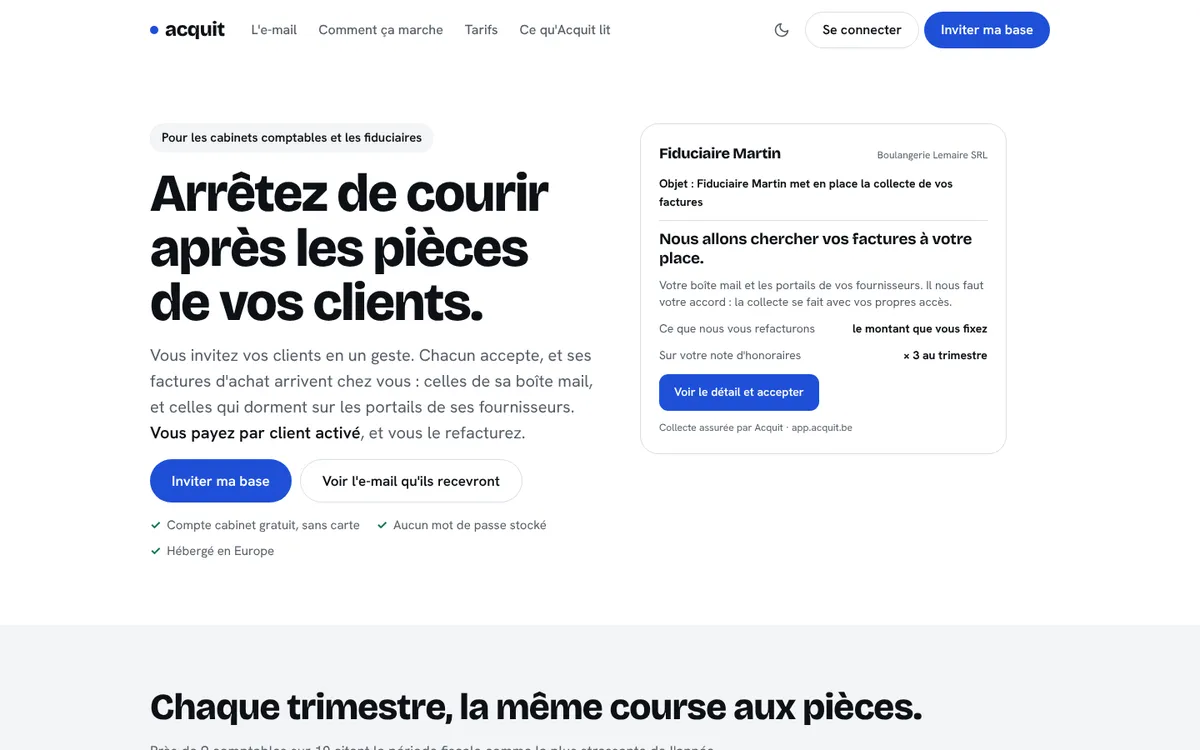 acquit
L'e-mail
Comment ça marche
Tarifs
Ce qu'Acquit lit
Se connecter
Inviter ma base
Pour les cabinets comptables et les fiduciaires
Arrêtez de courir
après les pièces
de vos clients.
Vous invitez vos clients en un geste. Chacun accepte, et ses
factures d'achat arrivent chez vous : celles de sa boîte mail,
et celles qui dorment sur les portails de ses fournisseurs.
Vous payez par client activé, et vous le refacturez.
Inviter ma base
Voir l'e-mail qu'ils recevront
Compte cabinet gratuit, sans carte
Aucun mot de passe stocké
Hébergé en Europe
Fiduciaire Martin
Boulangerie Lemaire SRL
Objet : Fiduciaire Martin met en place la collecte de vos
factures
Nous allons chercher vos factures à votre
place.
Votre boîte mail et les portails de vos fournisseurs. Il nous faut
votre accord : la collecte se fait avec vos propres accès.
Ce que nous vous refacturons
le montant que vous fixez
Sur votre note d'honoraires
× 3 au trimestre
Voir le détail et accepter
Collecte assurée par Acquit · app.acquit.be
Chaque trimestre, la même course aux pièces.